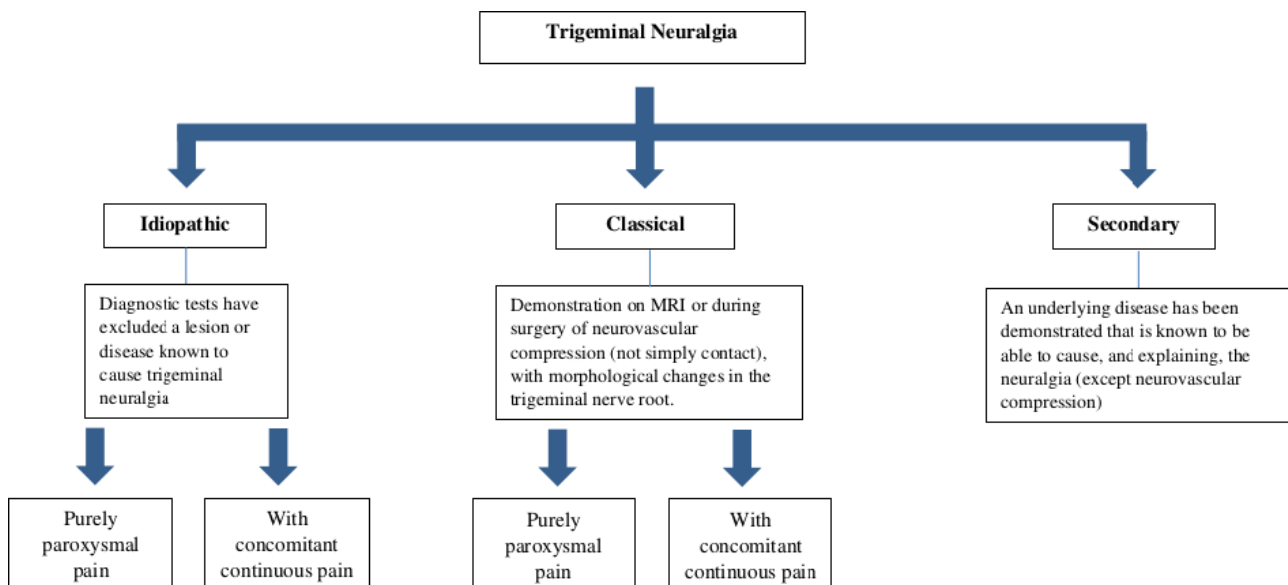 Trigeminal Neuralgia
Idiopathic
Classical
Secondary
Diagnostic tests have
excluded a lesion or
disease known to
cause trigeminal
neuralgia
Demonstration on MRI or during
surgery of neurovascular
compression (not simply contact),
with morphological changes in the
trigeminal nerve root.
An underlying disease has been
demonstrated that is known to be
able to cause, and explaining, the
neuralgia (except neurovascular
compression)
Purely
paroxysmal
pain
With
concomitant
continuous pain
Purely
paroxysmal
pain
With
concomitant
continuous pain